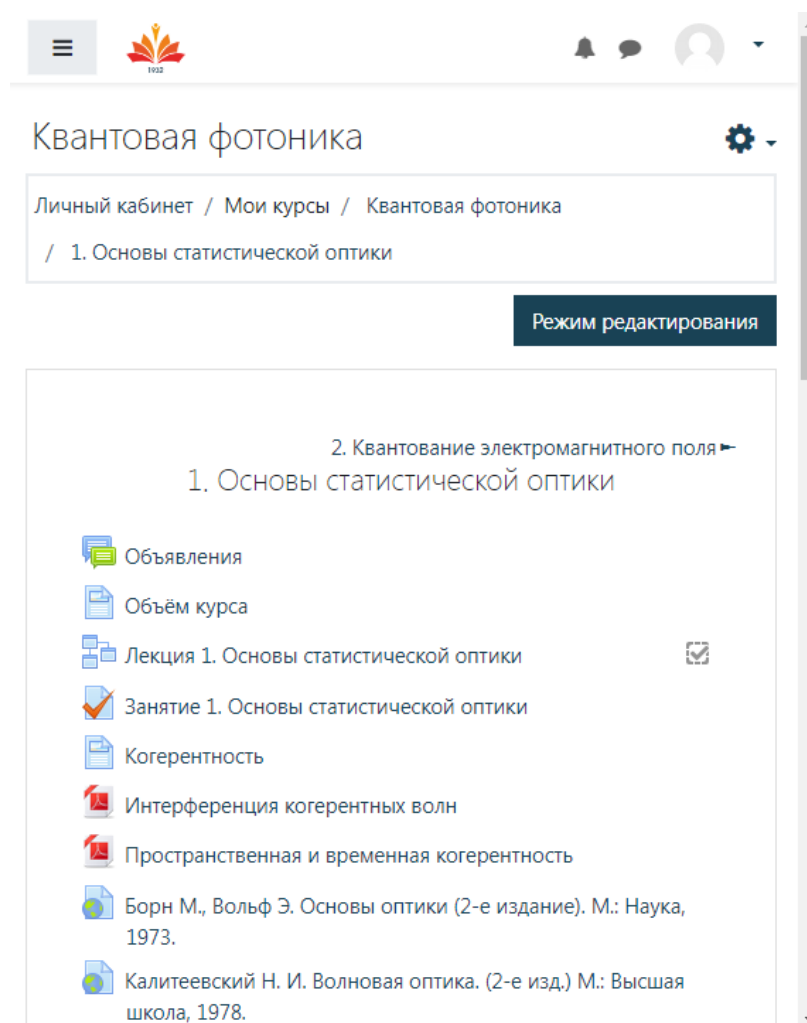 1932
Квантовая фотоника
Личный кабинет / Мои курсы / Квантовая фотоника
/ 1. Основы статистической оптики
Режим редактирования
2. Квантование электромагнитного поля
1. Основы статистической оптики
Объявления
Объём курса
Лекция 1. Основы статистической оптики
Занятие 1. Основы статистической оптики
Когерентность
Интерференция когерентных волн
Пространственная и временная когерентность
Борн М., Вольф Э. Основы оптики (2-е издание). М.: Наука,
1973.
Калитеевский Н. И. Волновая оптика. (2-е изд.) М.: Высшая
школа, 1978.